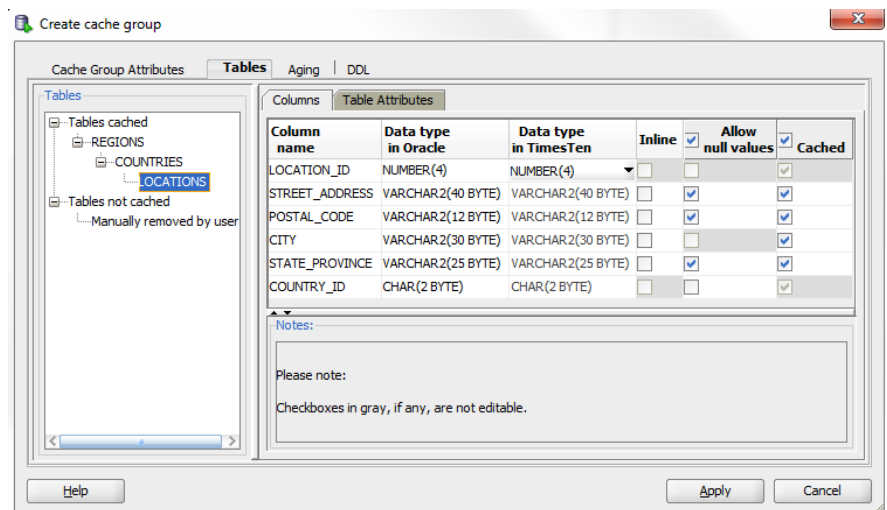 Create cache group
Cache Group Attributes Tables Aging DDL
Tables
Tables cached
REGIONS
COUNTRIES
LOCATIONS
Tables not cached
Manually removed by user
Columns Table Attributes
Column name Data type in Oracle Data type in TimesTen Inline Allow null values Cached
LOCATION_ID NUMBER(4) NUMBER(4)
STREET_ADDRESS VARCHAR2(40 BYTE) VARCHAR2(40 BYTE)
POSTAL_CODE VARCHAR2(12 BYTE) VARCHAR2(12 BYTE)
CITY VARCHAR2(30 BYTE) VARCHAR2(30 BYTE)
STATE_PROVINCE VARCHAR2(25 BYTE) VARCHAR2(25 BYTE)
COUNTRY_ID CHAR(2 BYTE) CHAR(2 BYTE)
Notes:
Please note:
Checkboxes in gray, if any, are not editable.
Help Apply Cancel